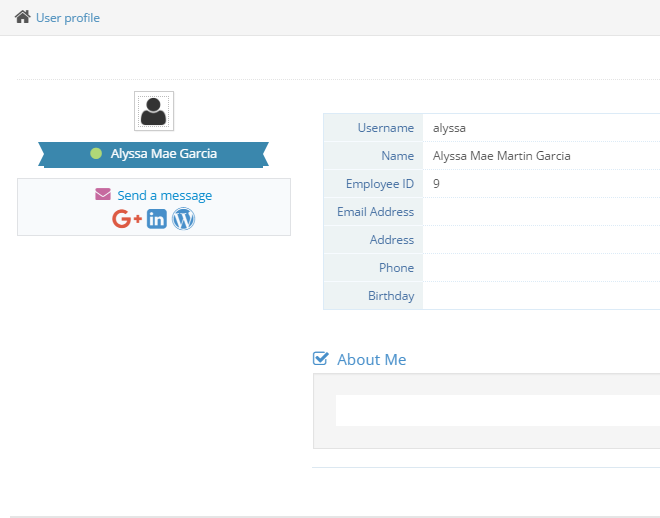 User profile
Alyssa Mae Garcia
Send a message
Username alyssa
Name Alyssa Mae Martin Garcia
Employee ID 9
Email Address
Address
Phone
Birthday
About Me